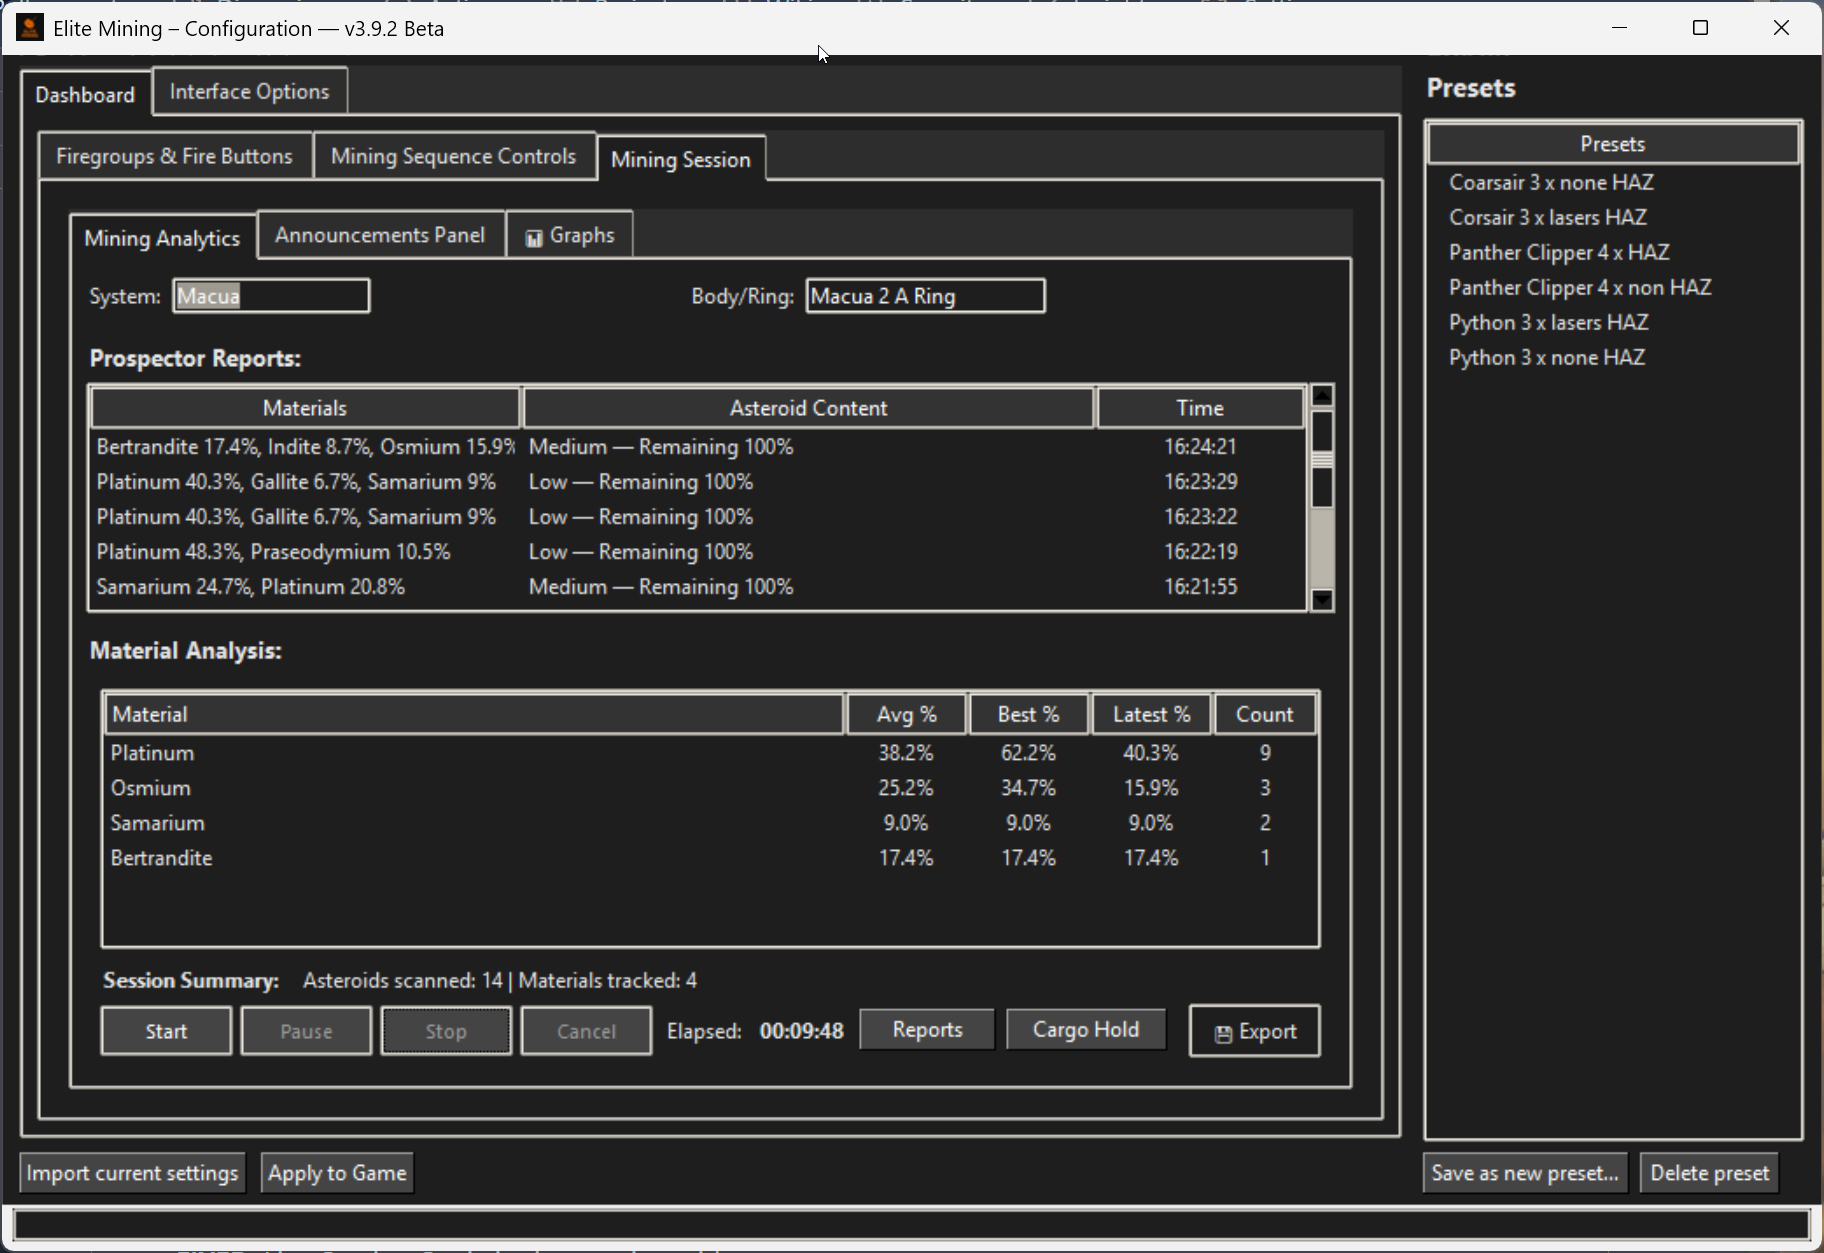 Elite Mining – Configuration — v3.9.2 Beta
Dashboard
Interface Options
Firegroups & Fire Buttons
Mining Sequence Controls
Mining Session
Mining Analytics
Announcements Panel
Graphs
System: Macua
Body/Ring: Macua 2 A Ring
Prospector Reports:
Materials Asteroid Content Time
Bertrandite 17.4%, Indite 8.7%, Osmium 15.9% Medium — Remaining 100% 16:24:21
Platinum 40.3%, Gallite 6.7%, Samarium 9% Low — Remaining 100% 16:23:29
Platinum 40.3%, Gallite 6.7%, Samarium 9% Low — Remaining 100% 16:23:22
Platinum 48.3%, Praseodymium 10.5% Low — Remaining 100% 16:22:19
Samarium 24.7%, Platinum 20.8% Medium — Remaining 100% 16:21:55
Material Analysis:
Material Avg % Best % Latest % Count
Platinum 38.2% 62.2% 40.3% 9
Osmium 25.2% 34.7% 15.9% 3
Samarium 9.0% 9.0% 9.0% 2
Bertrandite 17.4% 17.4% 17.4% 1
Session Summary: Asteroids scanned: 14 | Materials tracked: 4
Start Pause Stop Cancel Elapsed: 00:09:48 Reports Cargo Hold Export
Import current settings Apply to Game
Presets
Presets
Coarsair 3 x none HAZ
Corsair 3 x lasers HAZ
Panther Clipper 4 x HAZ
Panther Clipper 4 x non HAZ
Python 3 x lasers HAZ
Python 3 x none HAZ
Save as new preset... Delete preset